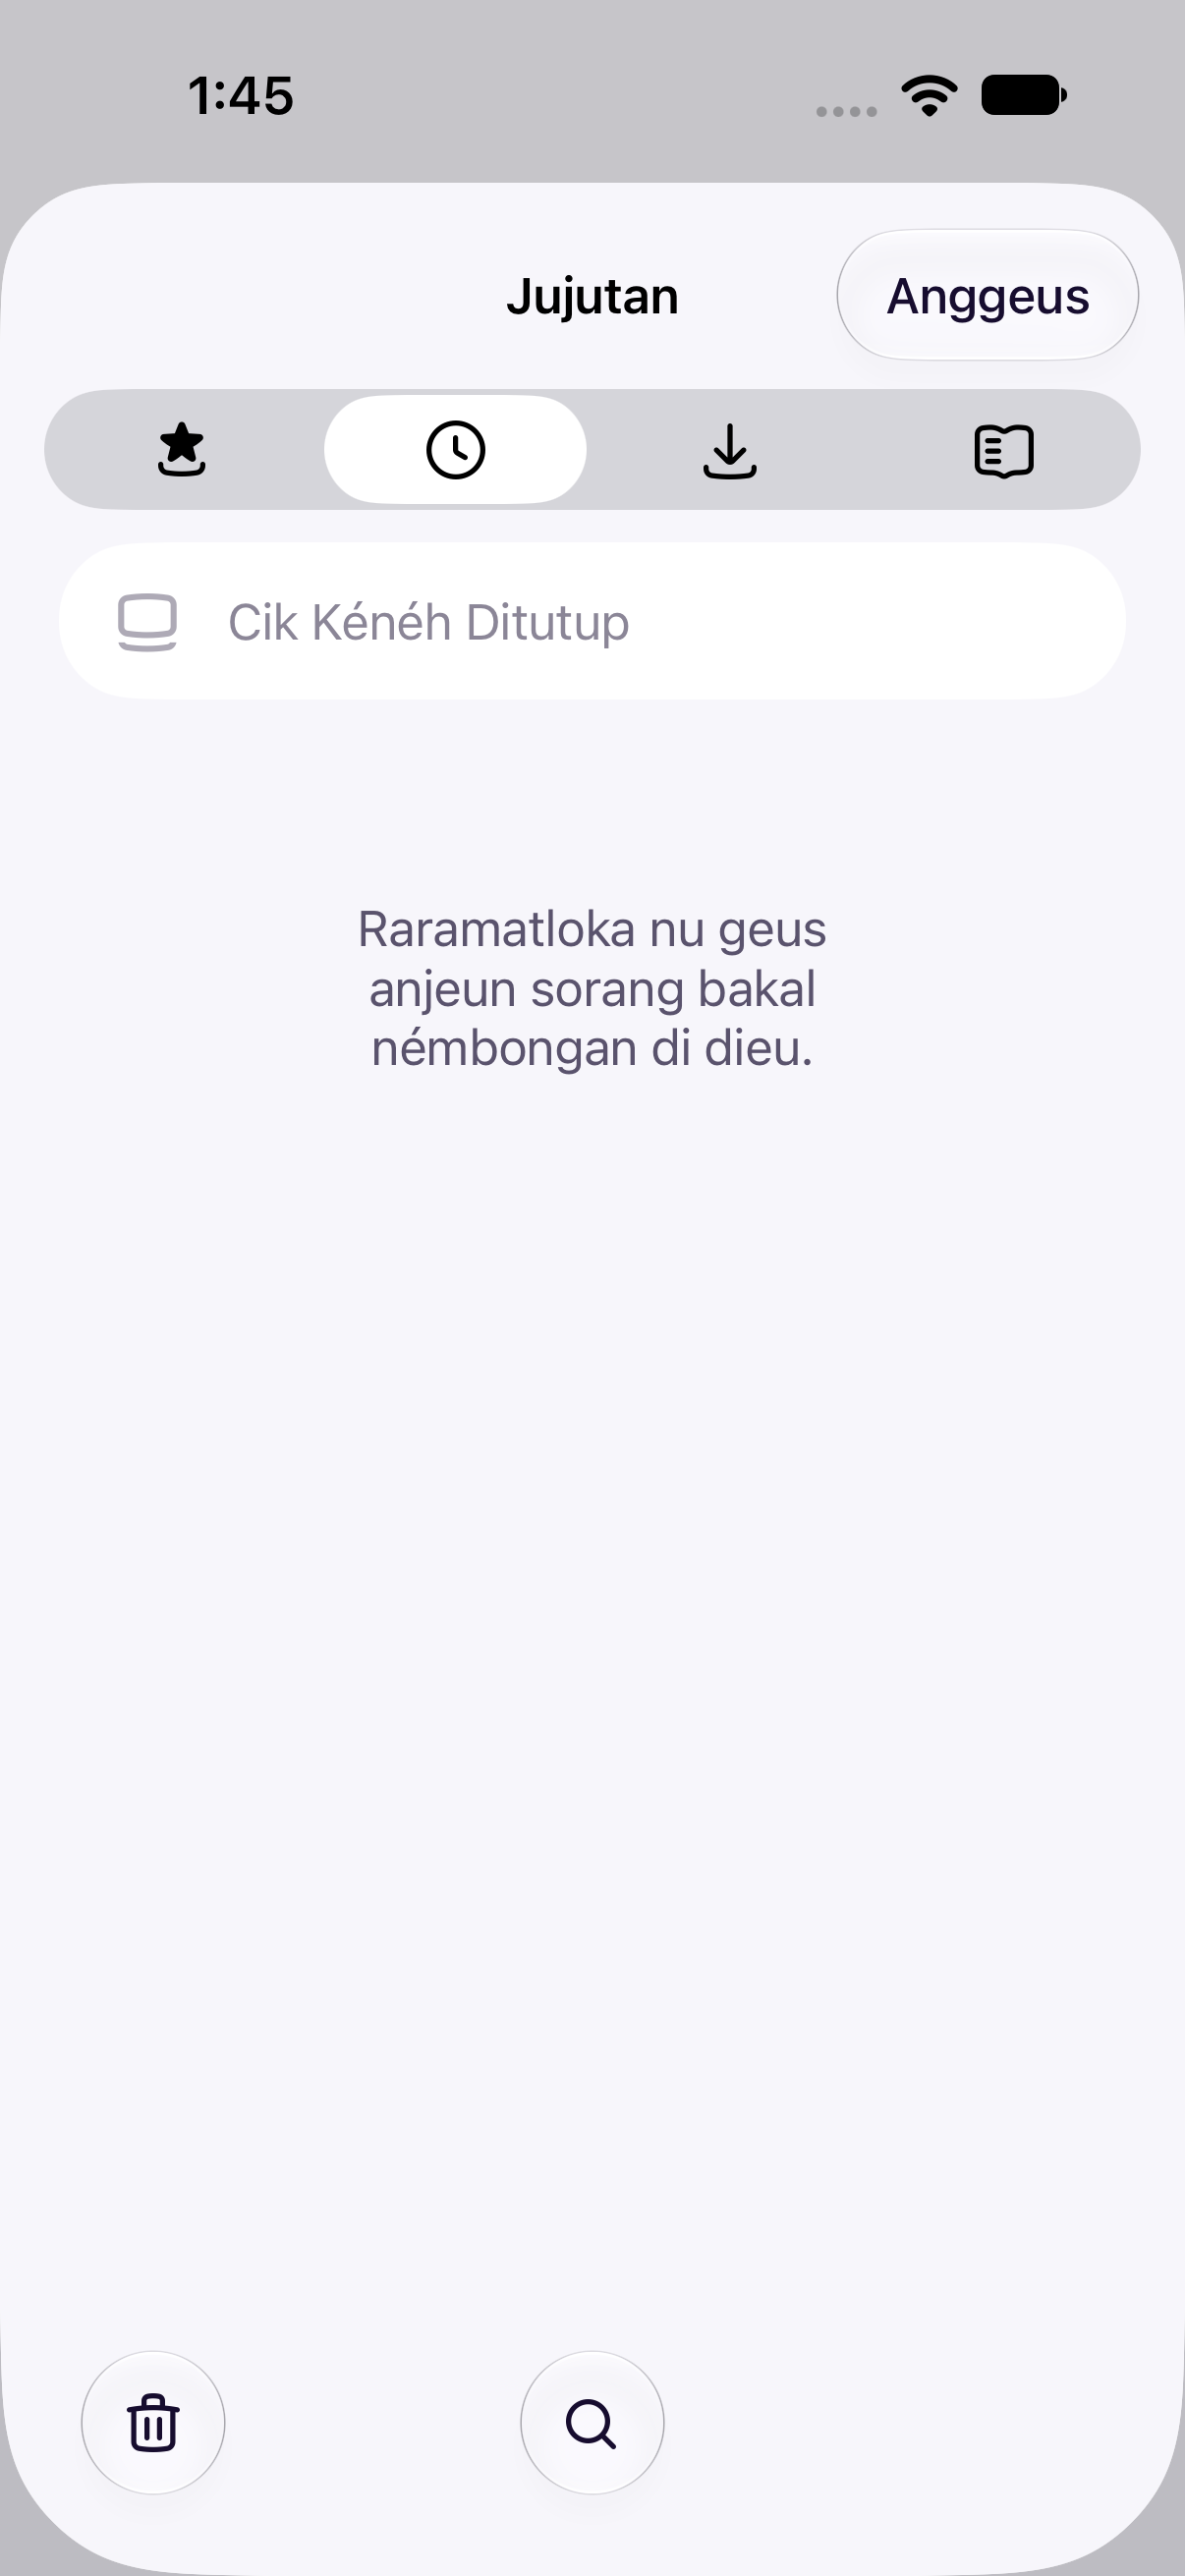 1:45
Jujutan
Anggeus
Cik Kénéh Ditutup
Raramatloka nu geus
anjeun sorang bakal
némbongan di dieu.